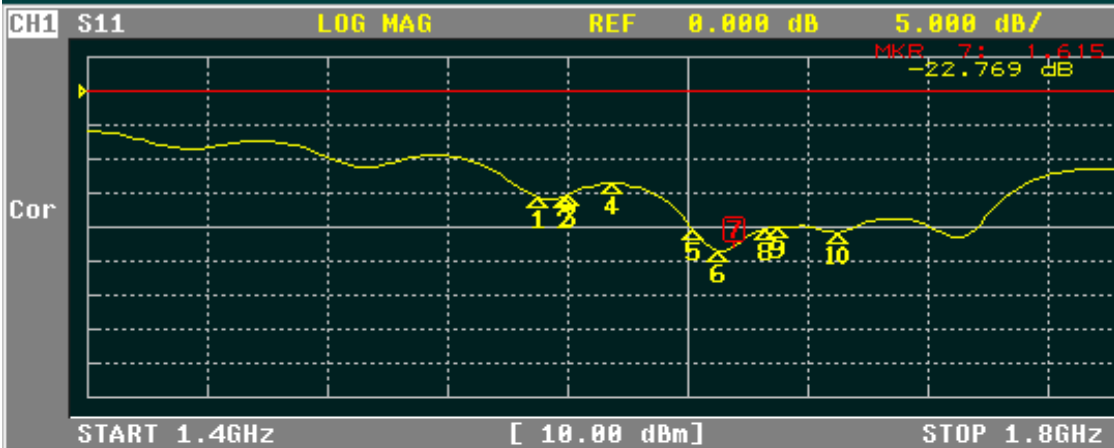 CH1 S11 LOG MAG REF 0.000 dB 5.000 dB/
MKR 7: 1.615
-22.769 dB
Cor
1 2 3 4 5 6 7 8 9 10
START 1.4GHz [ 10.00 dBm] STOP 1.8GHz